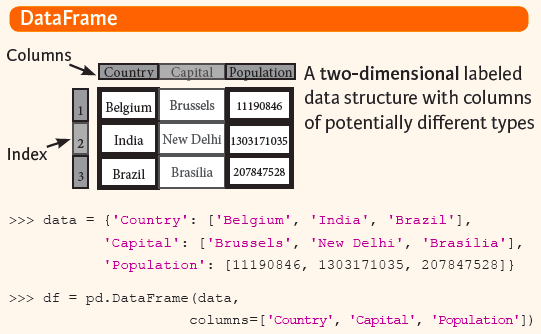 DataFrame
Columns
Country Capital Population
1 Belgium Brussels 11190846
2 India New Delhi 1303171035
3 Brazil Brasília 207847528
Index
A two-dimensional labeled
data structure with columns
of potentially different types
>>> data = {'Country': ['Belgium', 'India', 'Brazil'],
'Capital': ['Brussels', 'New Delhi', 'Brasília'],
'Population': [11190846, 1303171035, 207847528]}
>>> df = pd.DataFrame(data,
columns=['Country', 'Capital', 'Population'])